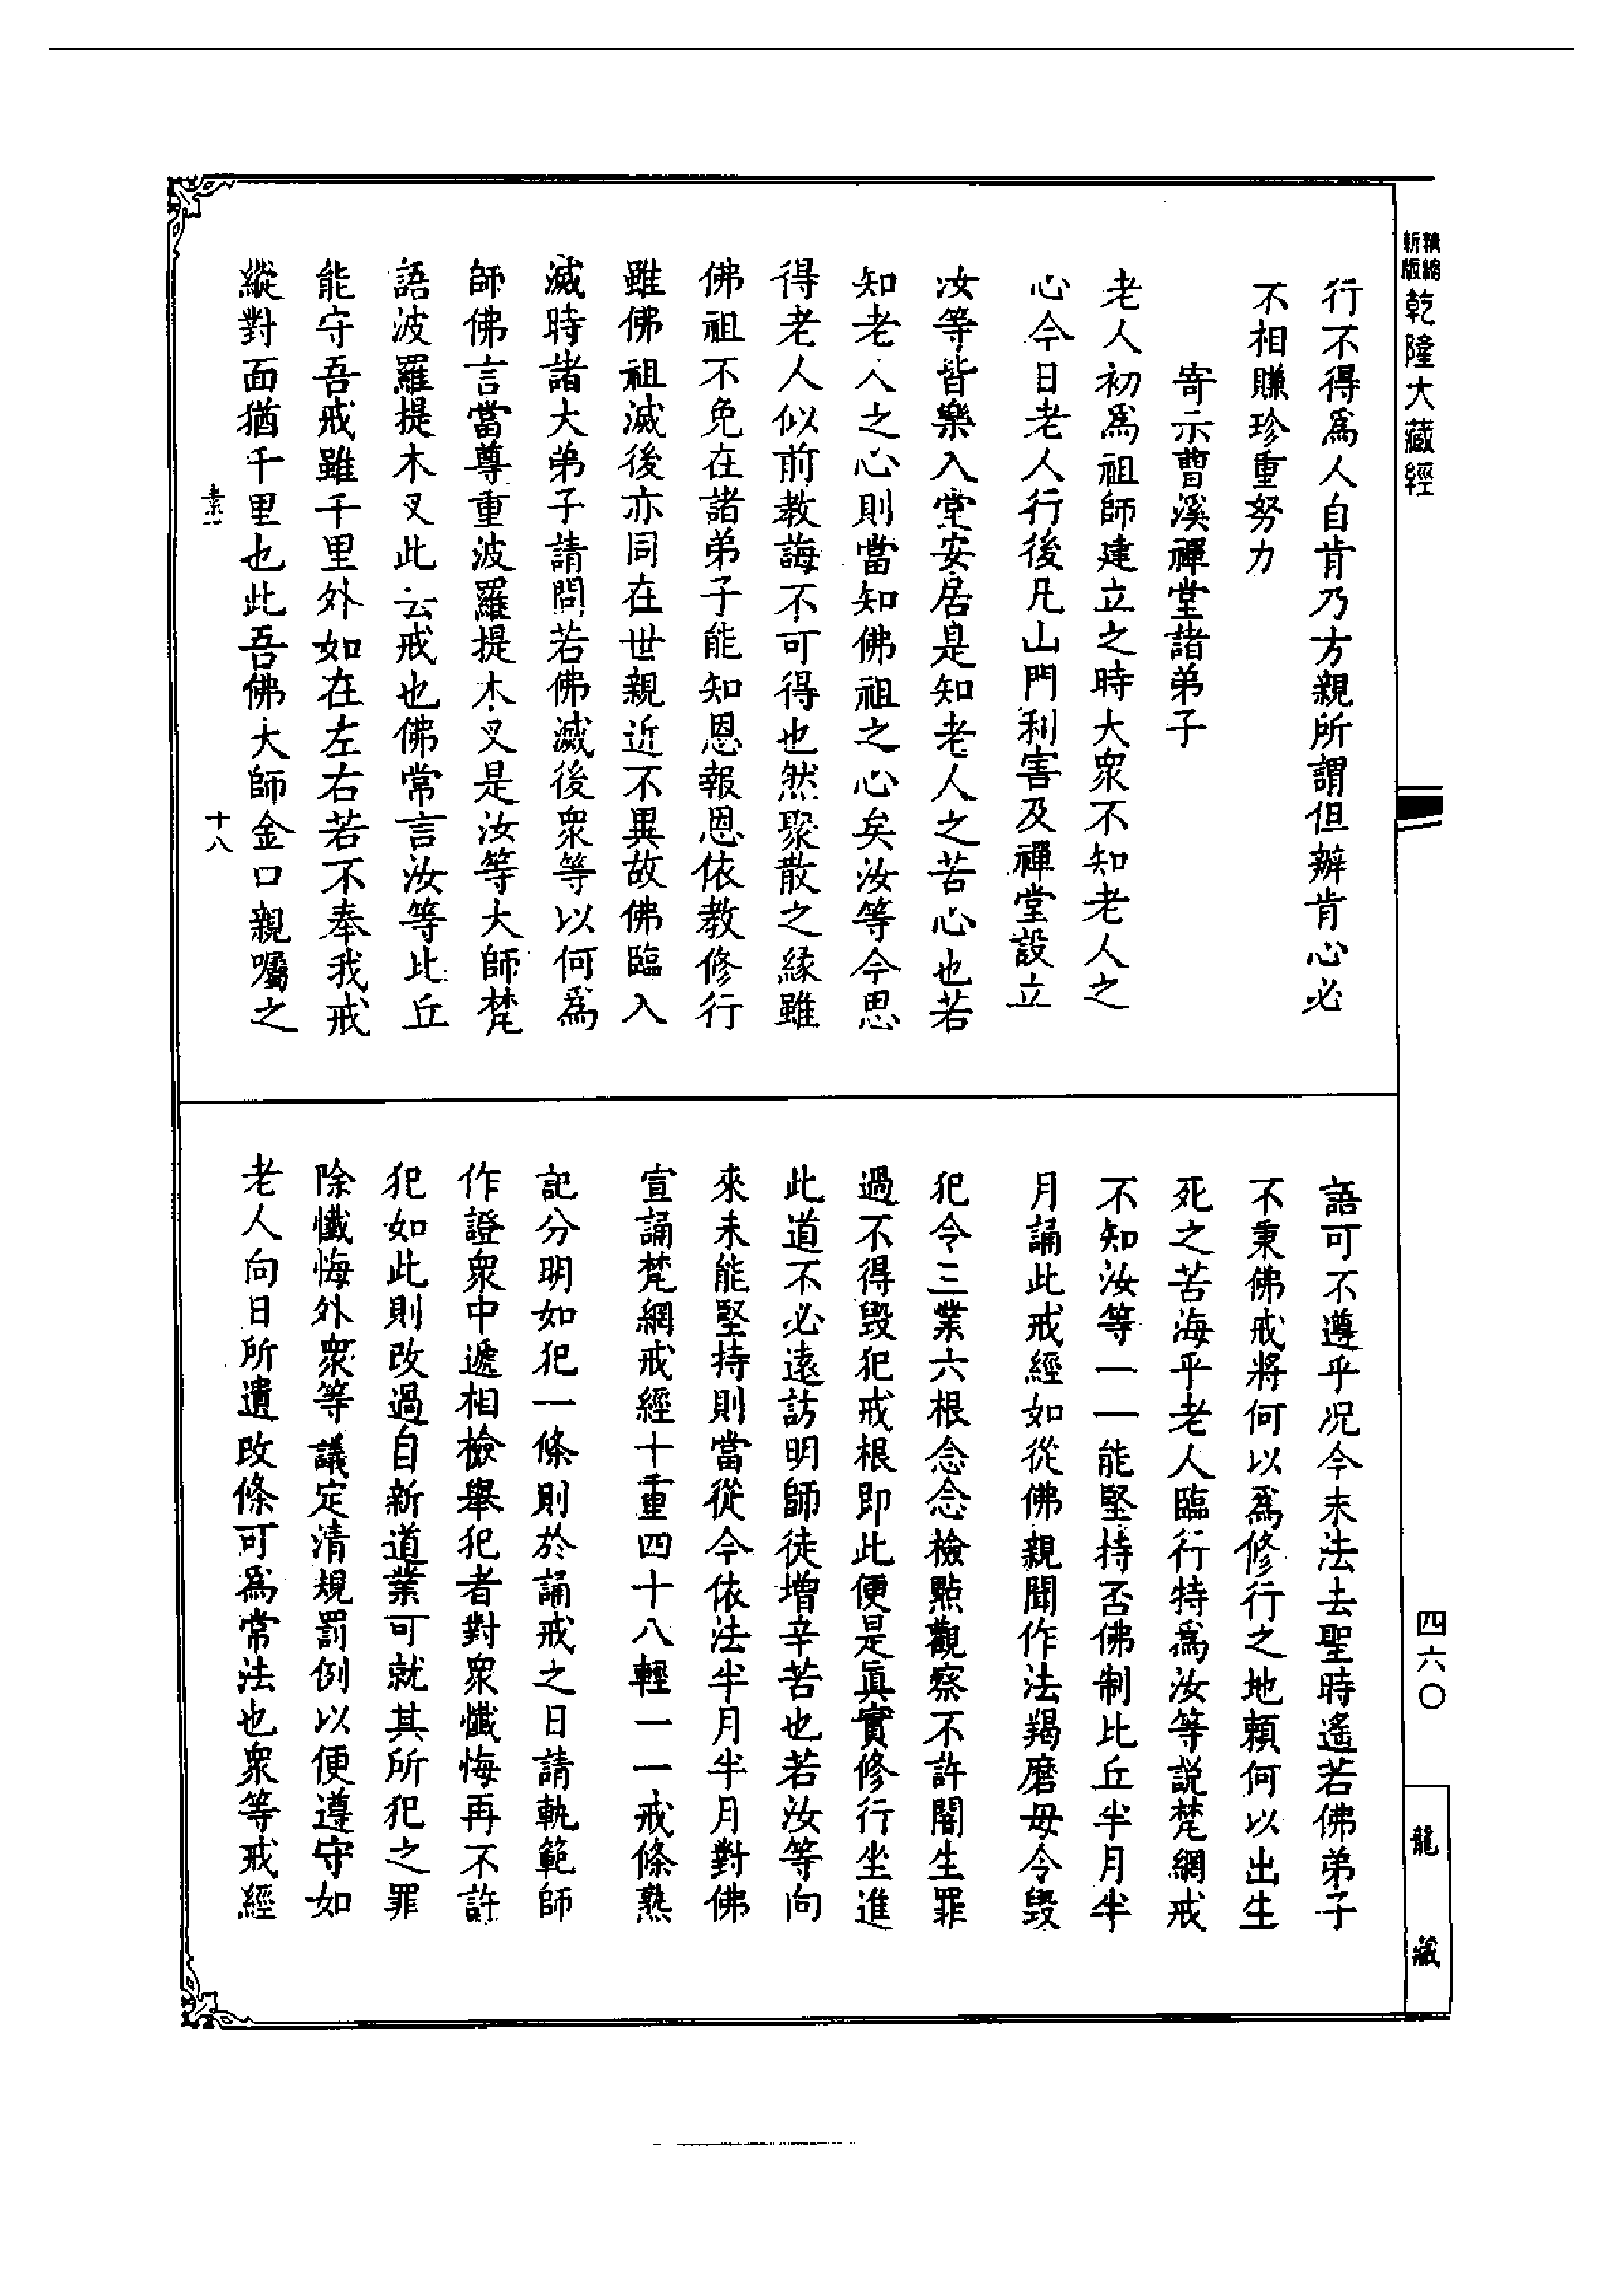 精縮
新版
乾隆大藏經
行不得爲人自肯乃方親所謂但辦肯心必
不相賺珍重努力
寄示曹溪禪堂諸弟子
老人初爲祖師建立之時大衆不知老人之
心今日老人行後凡山門利害及禪堂設立
汝等皆樂入堂安居是知老人之苦心也若
知老人之心則當知佛祖之心矣汝等今思
得老人似前教誨不可得也然聚散之緣雖
佛祖不免在諸弟子能知恩報恩依教修行
雖佛祖滅後亦同在世親近不異故佛臨入
滅時諸大弟子請問若佛滅後衆等以何爲
師佛言當尊重波羅提木叉是汝等大師梵
語波羅提木叉此云戒也佛常言汝等比丘
能守吾戒雖千里外如在左右若不奉我戒
縱對面猶千里也此吾佛大師金口親囑之
十八
語可不遵乎況今末法去聖時遙若佛弟子
不秉佛戒將何以爲修行之地賴何以出生
死之苦海乎老人臨行特爲汝等說梵網戒
不知汝等一一能堅持否佛制比丘半月半
月誦此戒經如從佛親聞作法羯磨毋令毀
犯令三業六根念念檢點觀察不許闇生罪
過不得毀犯戒根即此便是真實修行坐進
此道不必遠訪明師徒增辛苦也若汝等向
來未能堅持則當從今依法半月半月對佛
宣誦梵網戒經十重四十八輕一一戒條熟
記分明如犯一條則於誦戒之日請軌範師
作證衆中遞相檢舉犯者對衆懺悔再不許
犯如此則改過自新道業可就其所犯之罪
除懺悔外衆等議定清規罰例以便遵守如
老人向日所遺改條可爲常法也衆等戒經
四六〇
龍藏